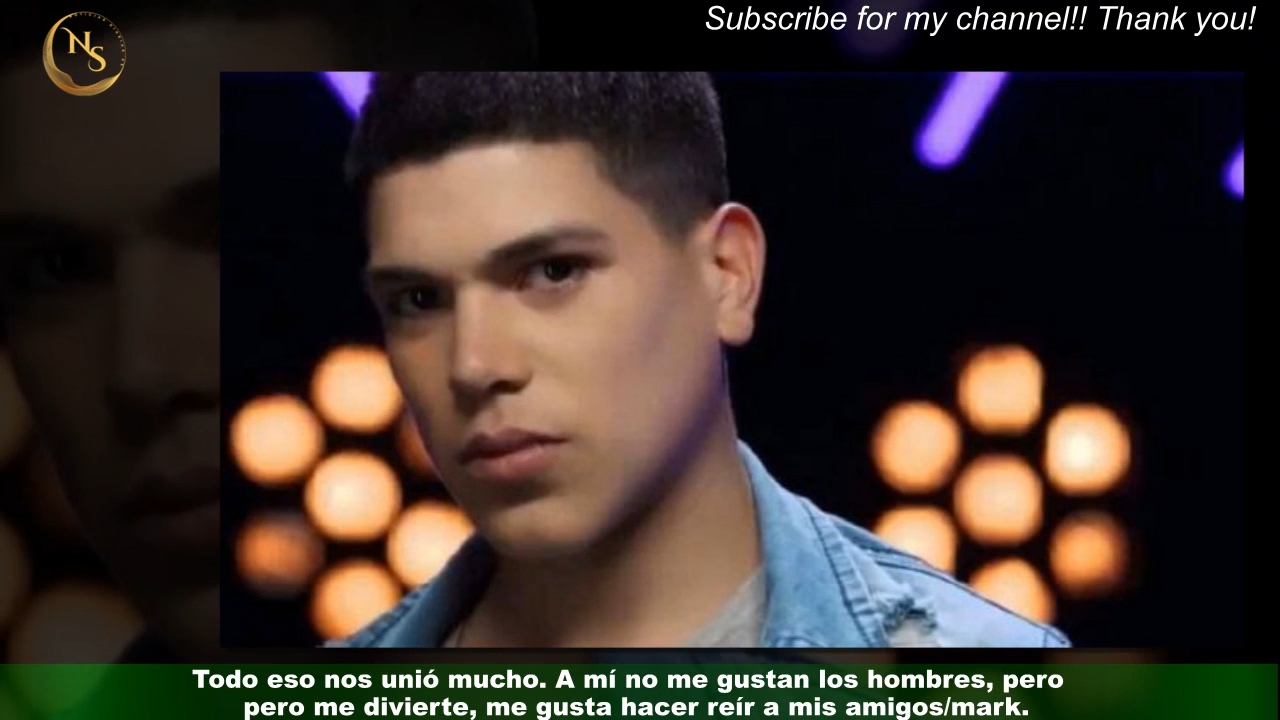 Subscribe for my channel!! Thank you!
NS
Todo eso nos unió mucho. A mí no me gustan los hombres, pero
pero me divierte, me gusta hacer reír a mis amigos/mark.